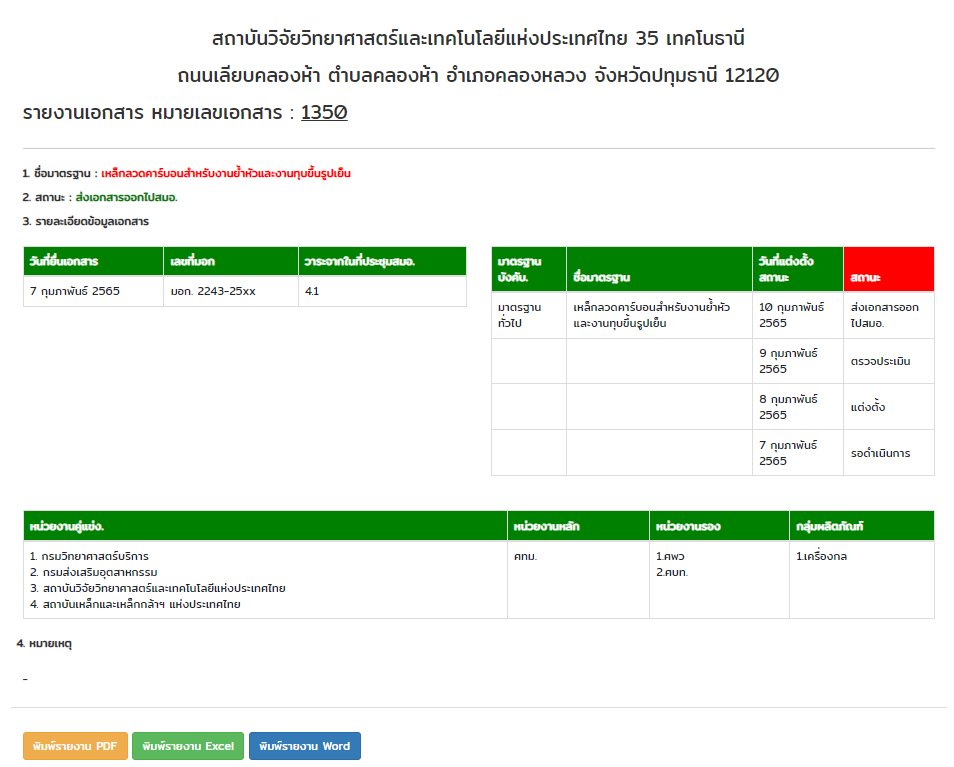 สถาบันวิจัยวิทยาศาสตร์และเทคโนโลยีแห่งประเทศไทย 35 เทคโนธานี
ถนนเลียบคลองห้า ตำบลคลองห้า อำเภอคลองหลวง จังหวัดปทุมธานี 12120
รายงานเอกสาร หมายเลขเอกสาร : 1350
1. ชื่อมาตรฐาน : เหล็กลวดคาร์บอนสำหรับงานย้ำหัวและงานทุบขึ้นรูปเย็น
2. สถานะ : ส่งเอกสารออกไปสมอ.
3. รายละเอียดข้อมูลเอกสาร
วันที่ยื่นเอกสาร เลขที่มอก วาระจากในที่ประชุมสมอ.
7 กุมภาพันธ์ 2565 มอก. 2243-25xx 4.1
มาตรฐาน
บังคับ. ชื่อมาตรฐาน วันที่แต่งตั้ง
สถานะ สถานะ
มาตรฐาน
ทั่วไป เหล็กลวดคาร์บอนสำหรับงานย้ำหัว
และงานทุบขึ้นรูปเย็น 10 กุมภาพันธ์
2565 ส่งเอกสารออก
ไปสมอ.
9 กุมภาพันธ์
2565 ตรวจประเมิน
8 กุมภาพันธ์
2565 แต่งตั้ง
7 กุมภาพันธ์
2565 รอดำเนินการ
หน่วยงานคู่แข่ง. หน่วยงานหลัก หน่วยงานรอง กลุ่มผลิตภัณฑ์
1. กรมวิทยาศาสตร์บริการ ศทม. 1.ศพว 1.เครื่องกล
2. กรมส่งเสริมอุตสาหกรรม 2.ศบท.
3. สถาบันวิจัยวิทยาศาสตร์และเทคโนโลยีแห่งประเทศไทย
4. สถาบันเหล็กและเหล็กกล้าฯ แห่งประเทศไทย
4. หมายเหตุ
-
พิมพ์รายงาน PDF พิมพ์รายงาน Excel พิมพ์รายงาน Word